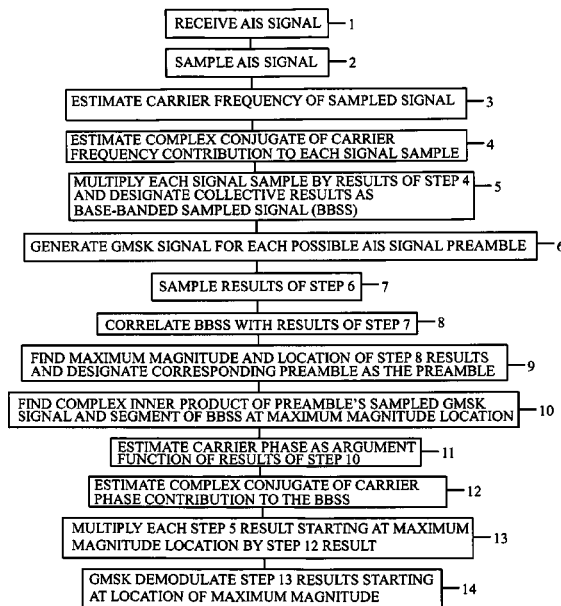 RECEIVE AIS SIGNAL 1
SAMPLE AIS SIGNAL 2
ESTIMATE CARRIER FREQUENCY OF SAMPLED SIGNAL 3
ESTIMATE COMPLEX CONJUGATE OF CARRIER
FREQUENCY CONTRIBUTION TO EACH SIGNAL SAMPLE 4
MULTIPLY EACH SIGNAL SAMPLE BY RESULTS OF STEP 4
AND DESIGNATE COLLECTIVE RESULTS AS
BASE-BANDED SAMPLED SIGNAL (BBSS) 5
GENERATE GMSK SIGNAL FOR EACH POSSIBLE AIS SIGNAL PREAMBLE 6
SAMPLE RESULTS OF STEP 6 7
CORRELATE BBSS WITH RESULTS OF STEP 7 8
FIND MAXIMUM MAGNITUDE AND LOCATION OF STEP 8 RESULTS
AND DESIGNATE CORRESPONDING PREAMBLE AS THE PREAMBLE 9
FIND COMPLEX INNER PRODUCT OF PREAMBLE'S SAMPLED GMSK
SIGNAL AND SEGMENT OF BBSS AT MAXIMUM MAGNITUDE LOCATION 10
ESTIMATE CARRIER PHASE AS ARGUMENT
FUNCTION OF RESULTS OF STEP 10 11
ESTIMATE COMPLEX CONJUGATE OF CARRIER
PHASE CONTRIBUTION TO THE BBSS 12
MULTIPLY EACH STEP 5 RESULT STARTING AT MAXIMUM
MAGNITUDE LOCATION BY STEP 12 RESULT 13
GMSK DEMODULATE STEP 13 RESULTS STARTING
AT LOCATION OF MAXIMUM MAGNITUDE 14